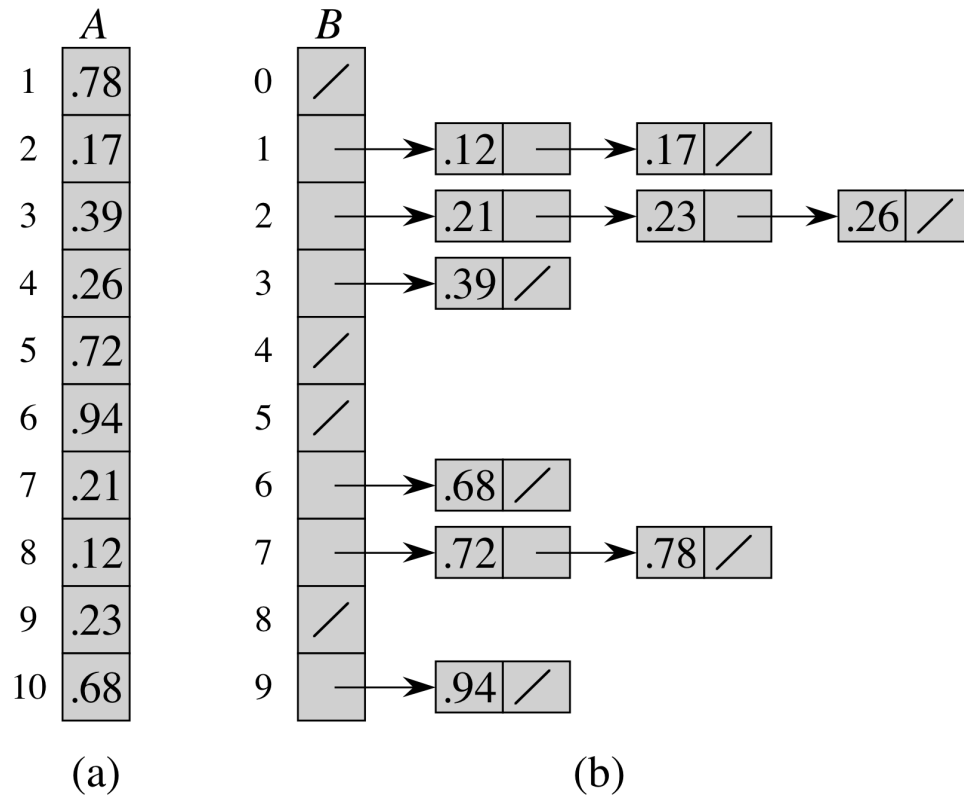 A B
1 .78 0
2 .17 1 .12 .17
3 .39 2 .21 .23 .26
4 .26 3 .39
5 .72 4
6 .94 5
7 .21 6 .68
8 .12 7 .72 .78
9 .23 8
10 .68 9 .94
(a) (b)